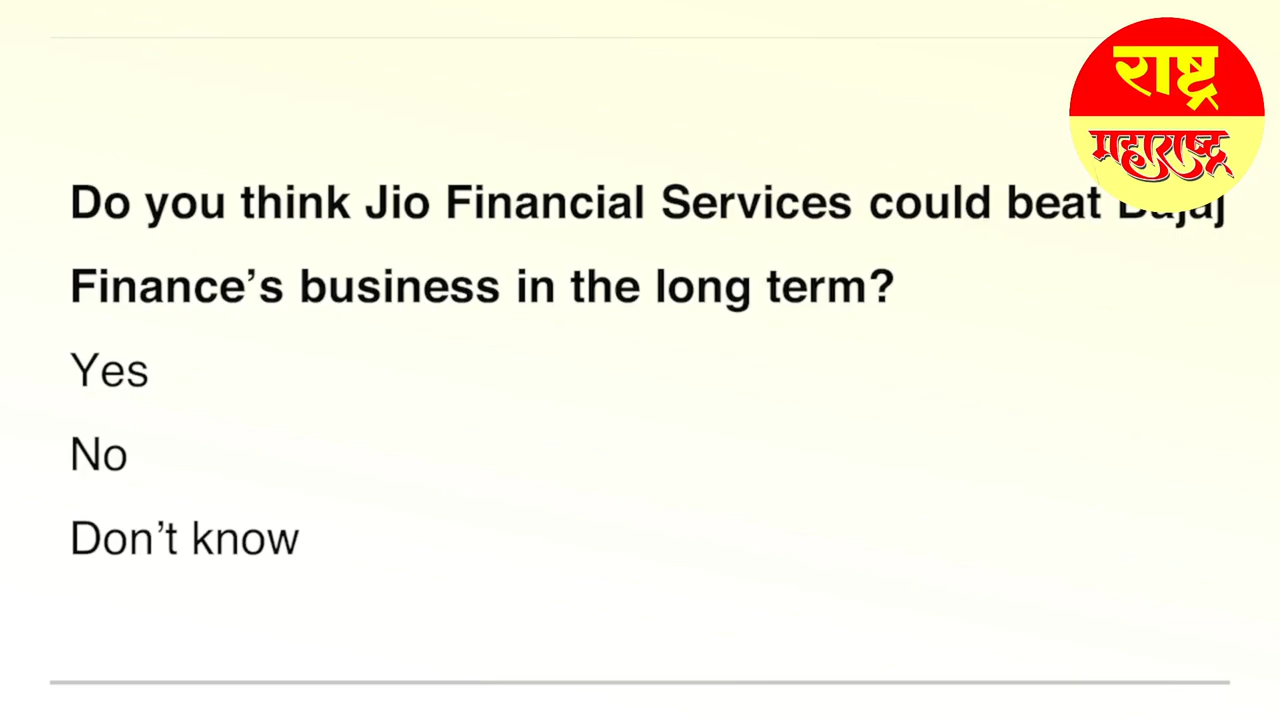 राष्ट्र
महाराष्ट्र
Do you think Jio Financial Services could beat Bajaj
Finance’s business in the long term?
Yes
No
Don’t know